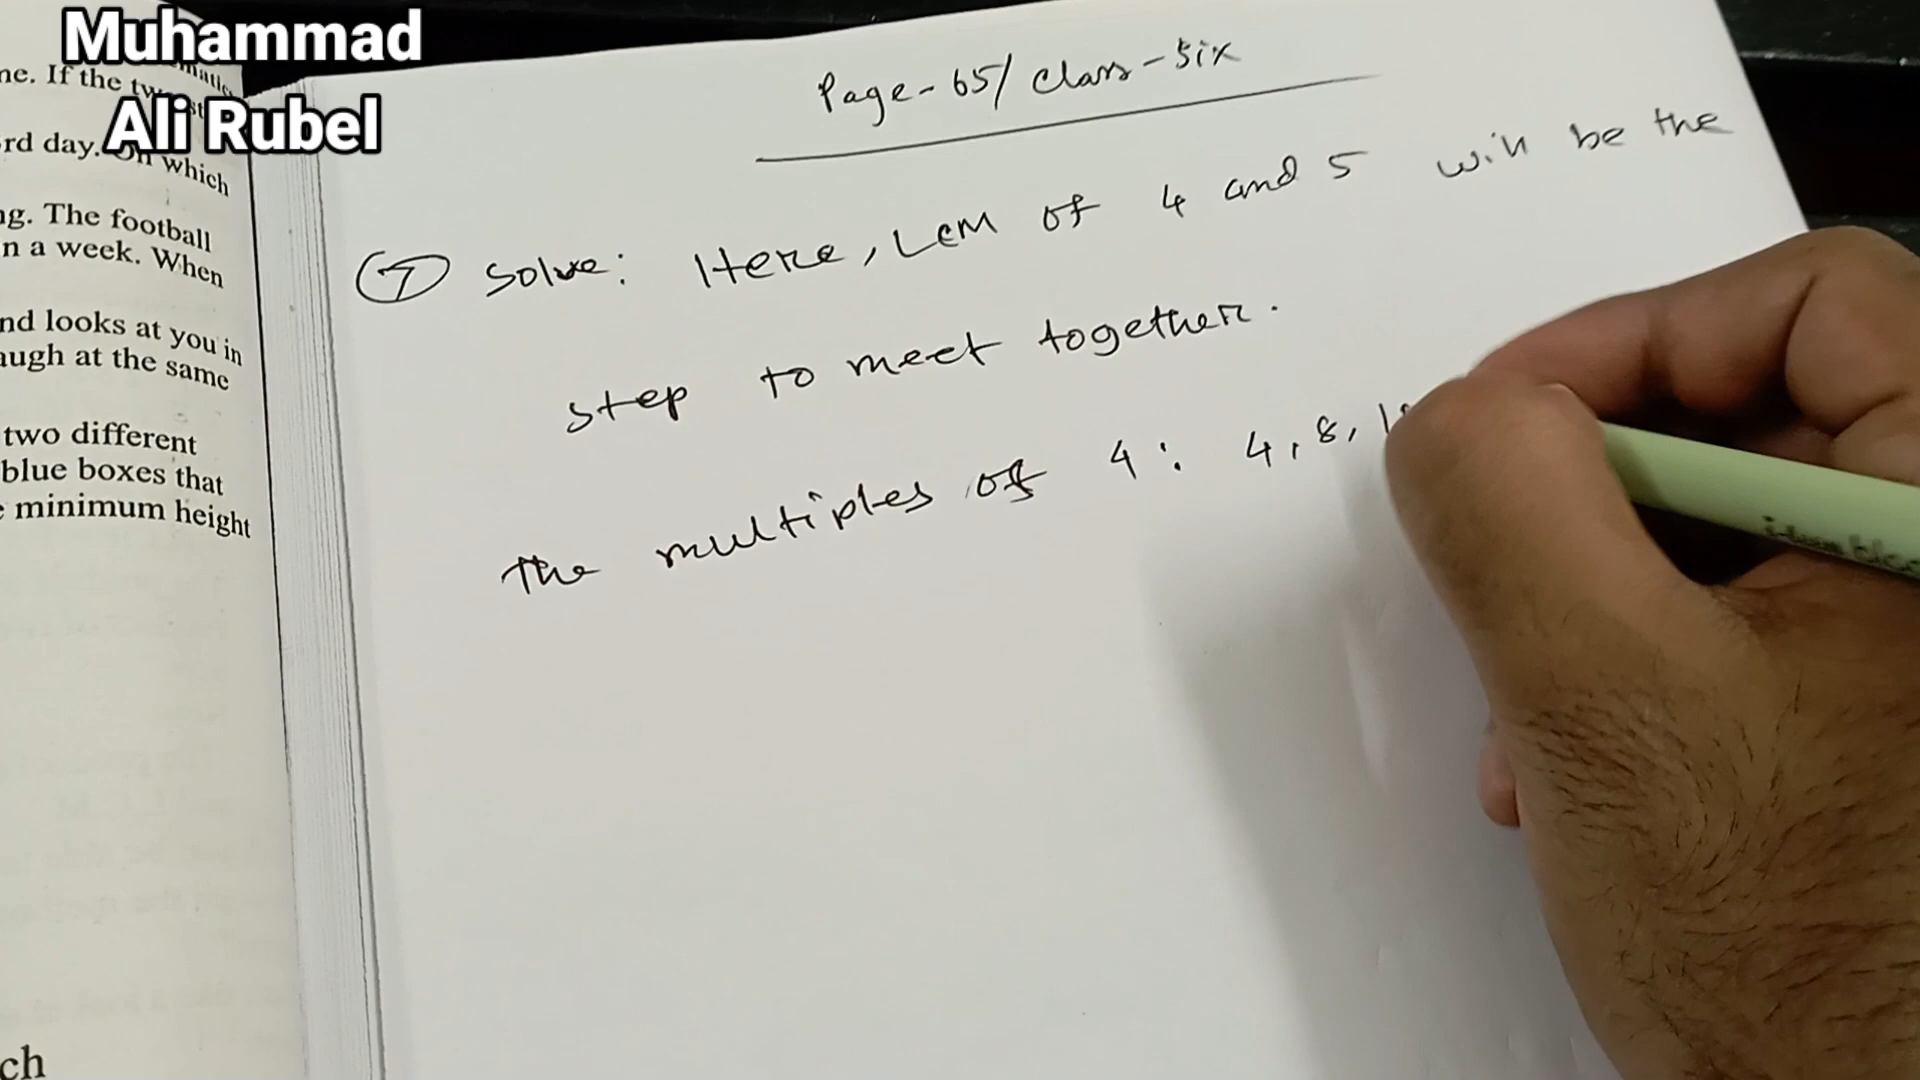 Muhammad
Ali Rubel
ne. If the
rd day. On which
ng. The football
n a week. When
nd looks at you in
augh at the same
two different
blue boxes that
minimum height
ch
Page-65/ Class-Six
7 Solve: Here, LCM of 4 and 5 will be the
step to meet together.
The multiples of 4: 4, 8,